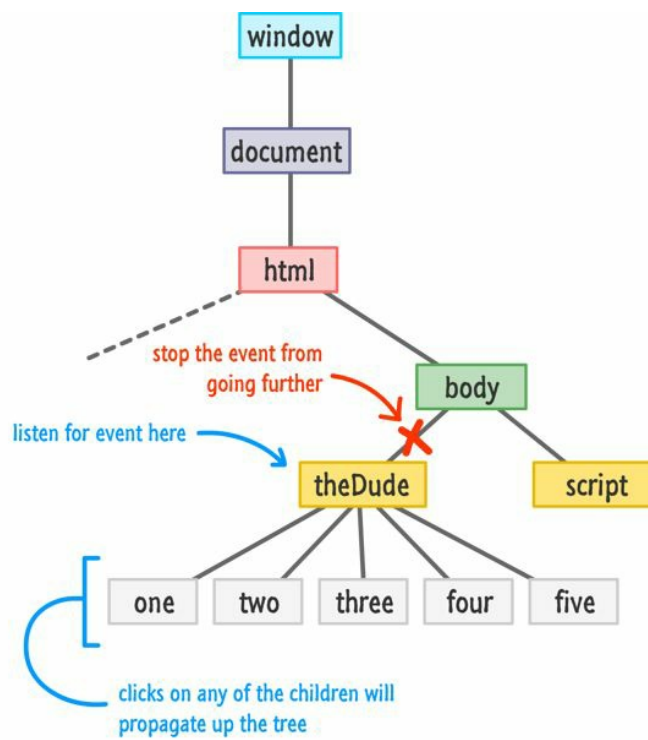 window
document
html
stop the event from
going further
body
listen for event here
theDude
script
one
two
three
four
five
clicks on any of the children will
propagate up the tree